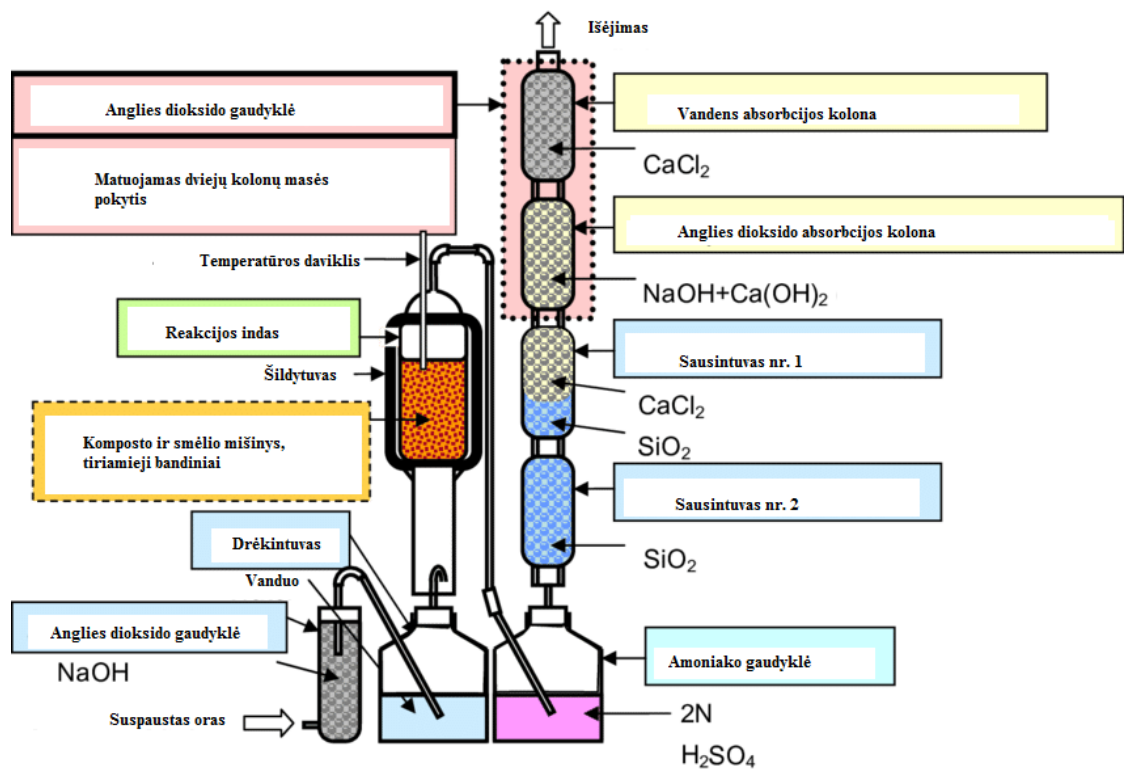 Išėjimas
Anglies dioksido gaudyklė
Vandens absorbcijos kolona
CaCl₂
Matuojamas dviejų kolonų masės
pokytis
Anglies dioksido absorbcijos kolona
Temperatūros daviklis
NaOH+Ca(OH)₂
Reakcijos indas
Sausintuvas nr. 1
Šildytuvas
CaCl₂
SiO₂
Komposto ir smėlio mišinys,
tiriamieji bandiniai
Sausintuvas nr. 2
SiO₂
Drėkintuvas
Vanduo
Anglies dioksido gaudyklė
NaOH
Amoniako gaudyklė
Suspaustas oras
2N
H₂SO₄